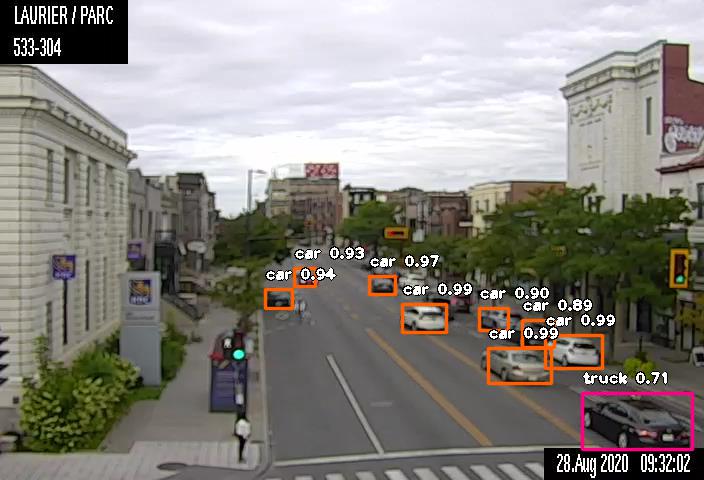 LAURIER / PARC
533-304
car 0.93
car 0.94
car 0.97
car 0.99
car 0.90
car 0.89
car 0.99
car 0.99
truck 0.71
RBC
28.Aug 2020 09:32:02